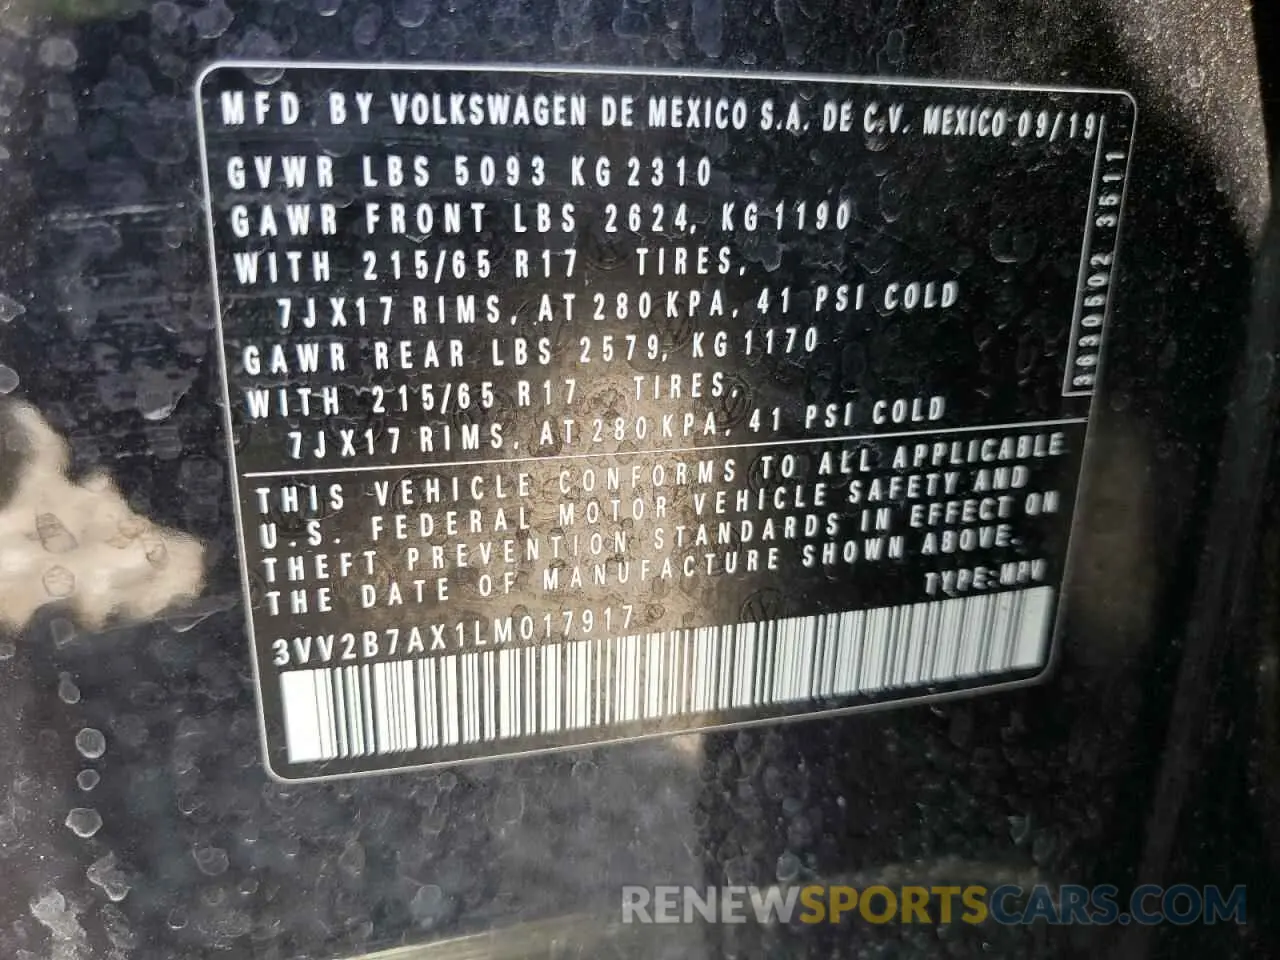 MFD. BY VOLKSWAGEN DE MEXICO S.A. DE C.V. MEXICO 09/19
GVWR LBS 5093 KG 2310
GAWR FRONT LBS 2624, KG 1190
WITH 215/65 R17 TIRES,
7JX17 RIMS, AT 280 KPA, 41 PSI COLD
GAWR REAR LBS 2579, KG 1170
WITH 215/65 R17 TIRES,
7JX17 RIMS, AT 280 KPA, 41 PSI COLD
3630502 3511
THIS VEHICLE CONFORMS TO ALL APPLICABLE
U.S. FEDERAL MOTOR VEHICLE SAFETY AND
THEFT PREVENTION STANDARDS IN EFFECT ON
THE DATE OF MANUFACTURE SHOWN ABOVE.
TYPE:MPV
3VV2B7AX1LM017917
RENEWSPORTSCARS.COM